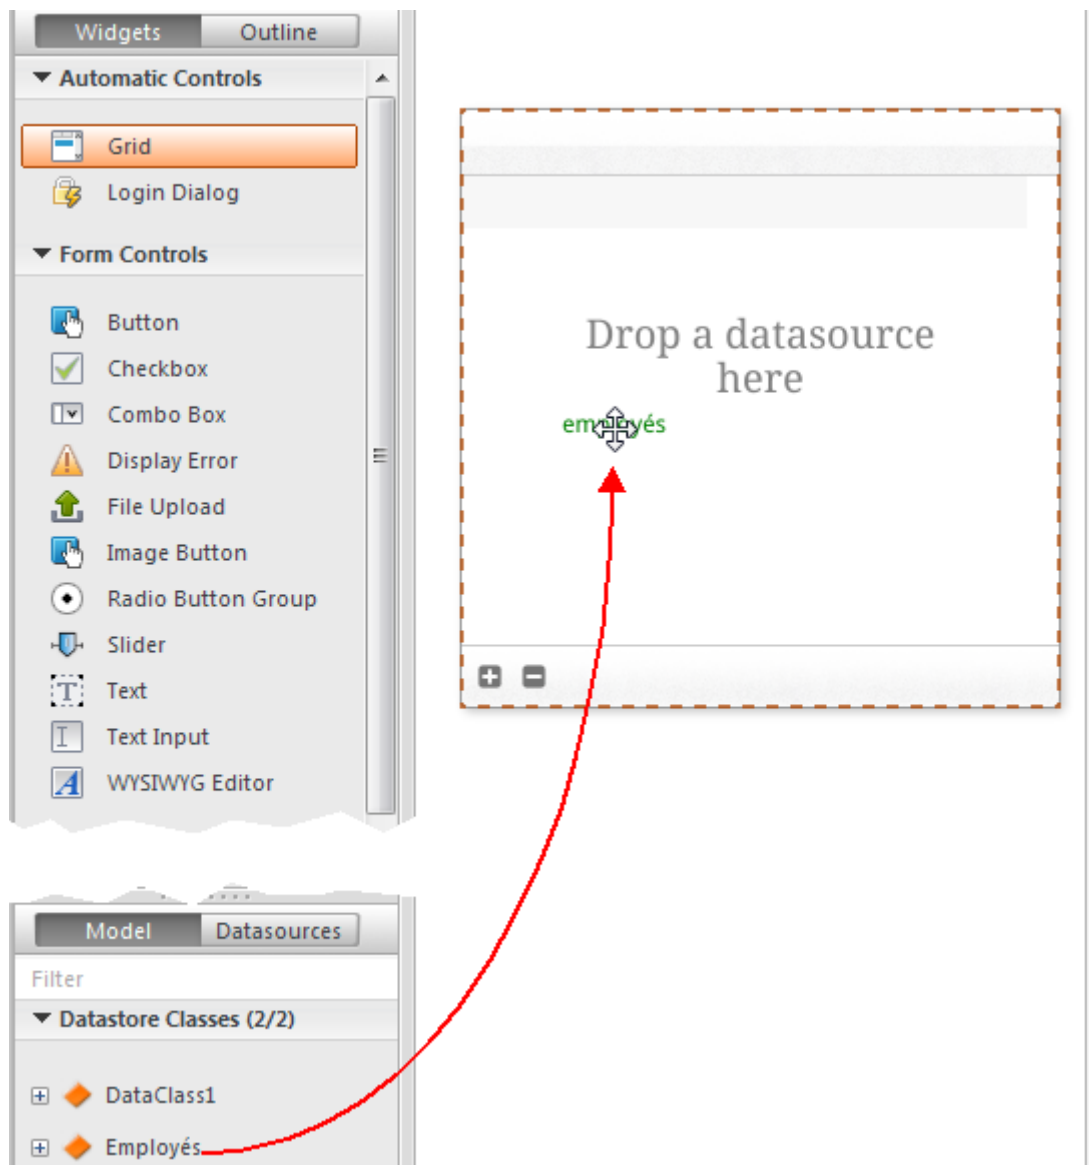 Widgets
Outline
Automatic Controls
Grid
Login Dialog
Form Controls
Button
Checkbox
Combo Box
Display Error
File Upload
Image Button
Radio Button Group
Slider
Text
Text Input
WYSIWYG Editor
Drop a datasource
here
employés
Model
Datasources
Filter
Datastore Classes (2/2)
DataClass1
Employés